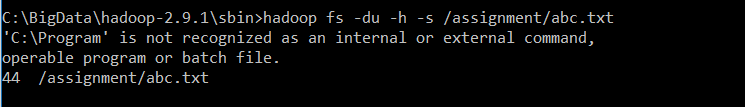 C:\BigData\hadoop-2.9.1\sbin>hadoop fs -du -h -s /assignment/abc.txt
'C:\Program' is not recognized as an internal or external command,
operable program or batch file.
44  /assignment/abc.txt